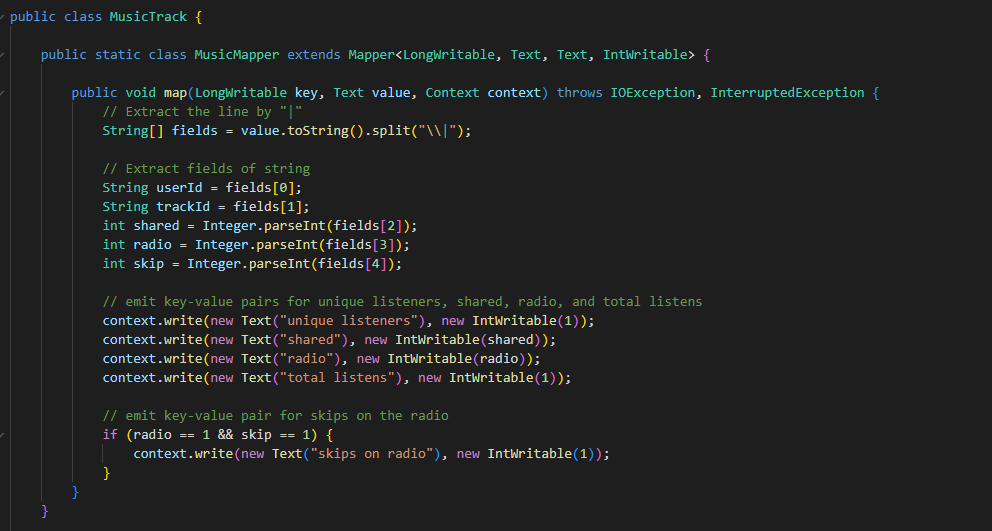 public class MusicTrack {
public static class MusicMapper extends Mapper<LongWritable, Text, Text, IntWritable> {
public void map(LongWritable key, Text value, Context context) throws IOException, InterruptedException {
// Extract the line by "|"
String[] fields = value.toString().split("\\|");
// Extract fields of string
String userId = fields[0];
String trackId = fields[1];
int shared = Integer.parseInt(fields[2]);
int radio = Integer.parseInt(fields[3]);
int skip = Integer.parseInt(fields[4]);
// emit key-value pairs for unique listeners, shared, radio, and total listens
context.write(new Text("unique listeners"), new IntWritable(1));
context.write(new Text("shared"), new IntWritable(shared));
context.write(new Text("radio"), new IntWritable(radio));
context.write(new Text("total listens"), new IntWritable(1));
// emit key-value pair for skips on the radio
if (radio == 1 && skip == 1) {
context.write(new Text("skips on radio"), new IntWritable(1));
}
}
}